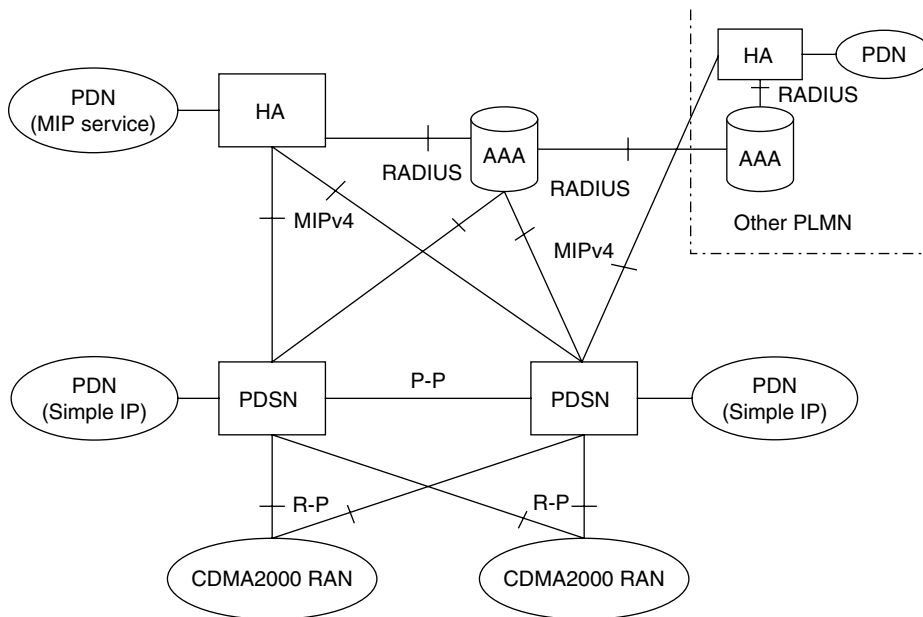 HA
PDN
PDN
(MIP service)
HA
RADIUS
AAA
AAA
RADIUS
RADIUS
MIPv4
Other PLMN
MIPv4
PDN
(Simple IP)
PDSN
P-P
PDSN
PDN
(Simple IP)
R-P
R-P
CDMA2000 RAN
CDMA2000 RAN